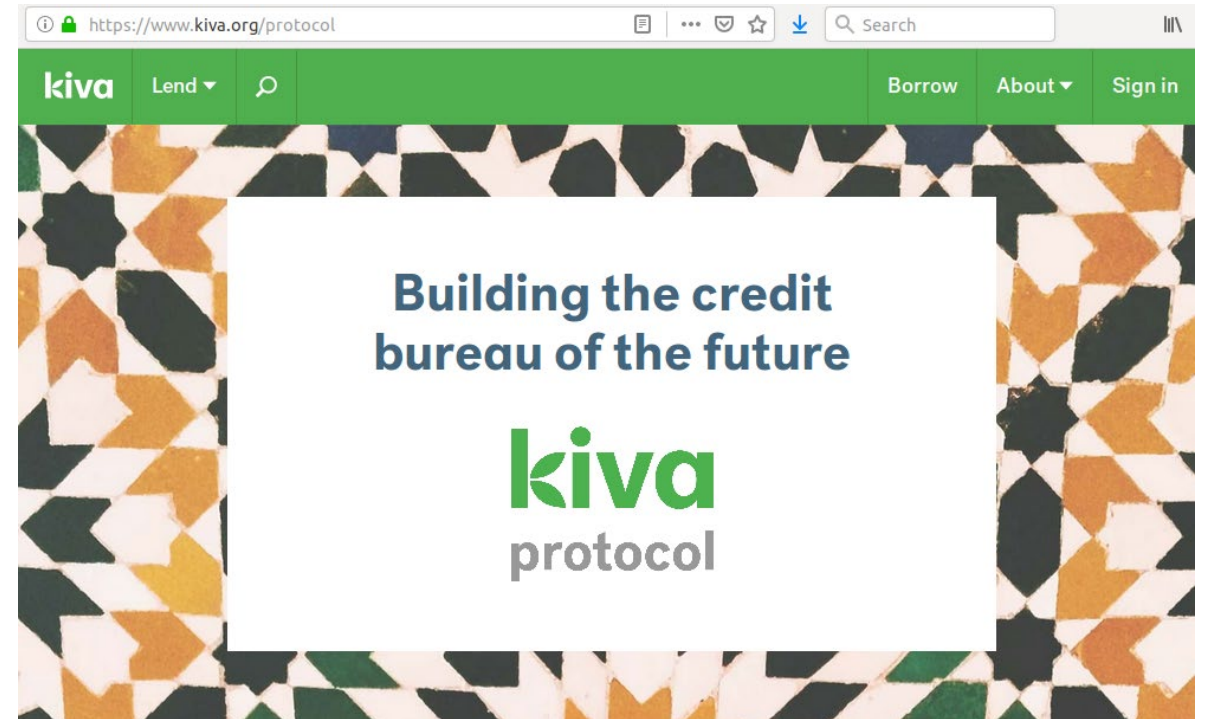 https://www.kiva.org/protocol
Search
kiva
Lend
Borrow
About
Sign in
Building the credit
bureau of the future
kiva
protocol